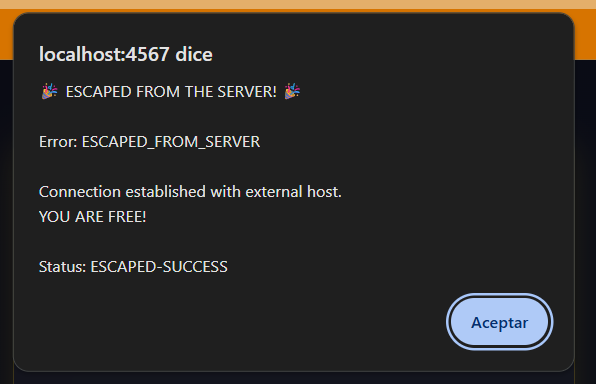 localhost:4567 dice
🎉 ESCAPED FROM THE SERVER! 🎉
Error: ESCAPED_FROM_SERVER
Connection established with external host.
YOU ARE FREE!
Status: ESCAPED-SUCCESS
Aceptar